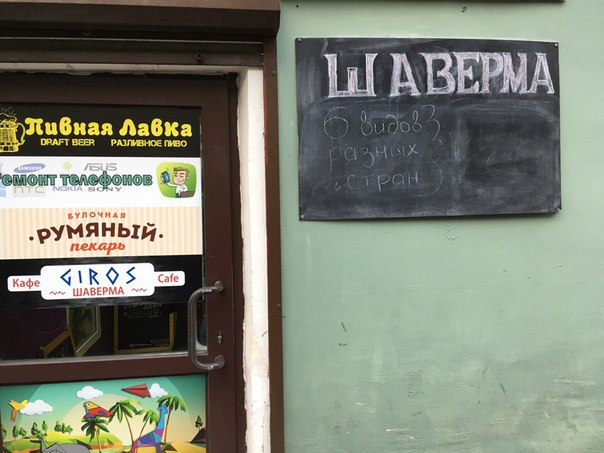 Пивная Лавка
DRAFT BEER РАЗЛИВНОЕ ПИВО
SAMSUNG ASUS
Ремонт телефонов
HTC NOKIA SONY
БУЛОЧНАЯ
·РУМЯНЫЙ·
пекарь
Кафе GIROS Cafe
ШАВЕРМА
ШАВЕРМА
6 видов
разных
стран